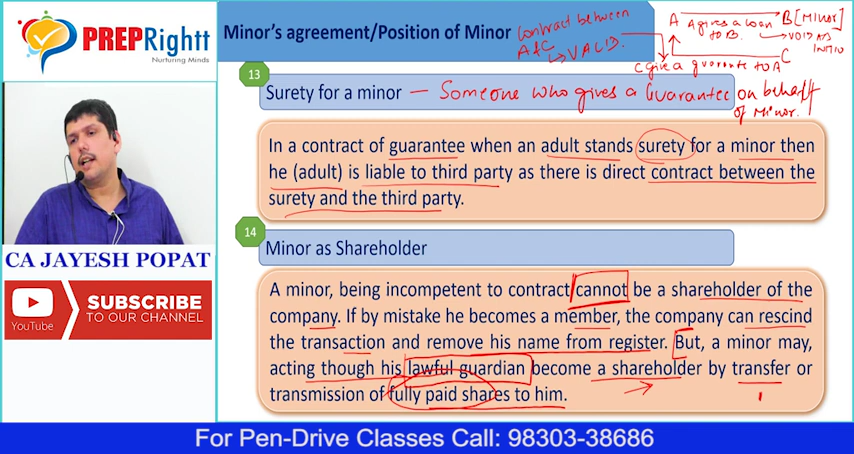 PREPRightt
Nurturing Minds
Minor's agreement/Position of Minor
Contract between
A&C
VALID.
A A gives a loan B [MINOR]
to B. VOID AB
INITIO
C give a guarante to A C
13
Surety for a minor – Someone who gives a Guarantee on behalf
of Minor.
In a contract of guarantee when an adult stands surety for a minor then
he (adult) is liable to third party as there is direct contract between the
surety and the third party.
14
Minor as Shareholder
A minor, being incompetent to contract cannot be a shareholder of the
company. If by mistake he becomes a member, the company can rescind
the transaction and remove his name from register. But, a minor may,
acting though his lawful guardian become a shareholder by transfer or
transmission of fully paid shares to him.
CA JAYESH POPAT
YouTube
SUBSCRIBE
TO OUR CHANNEL
For Pen-Drive Classes Call: 98303-38686